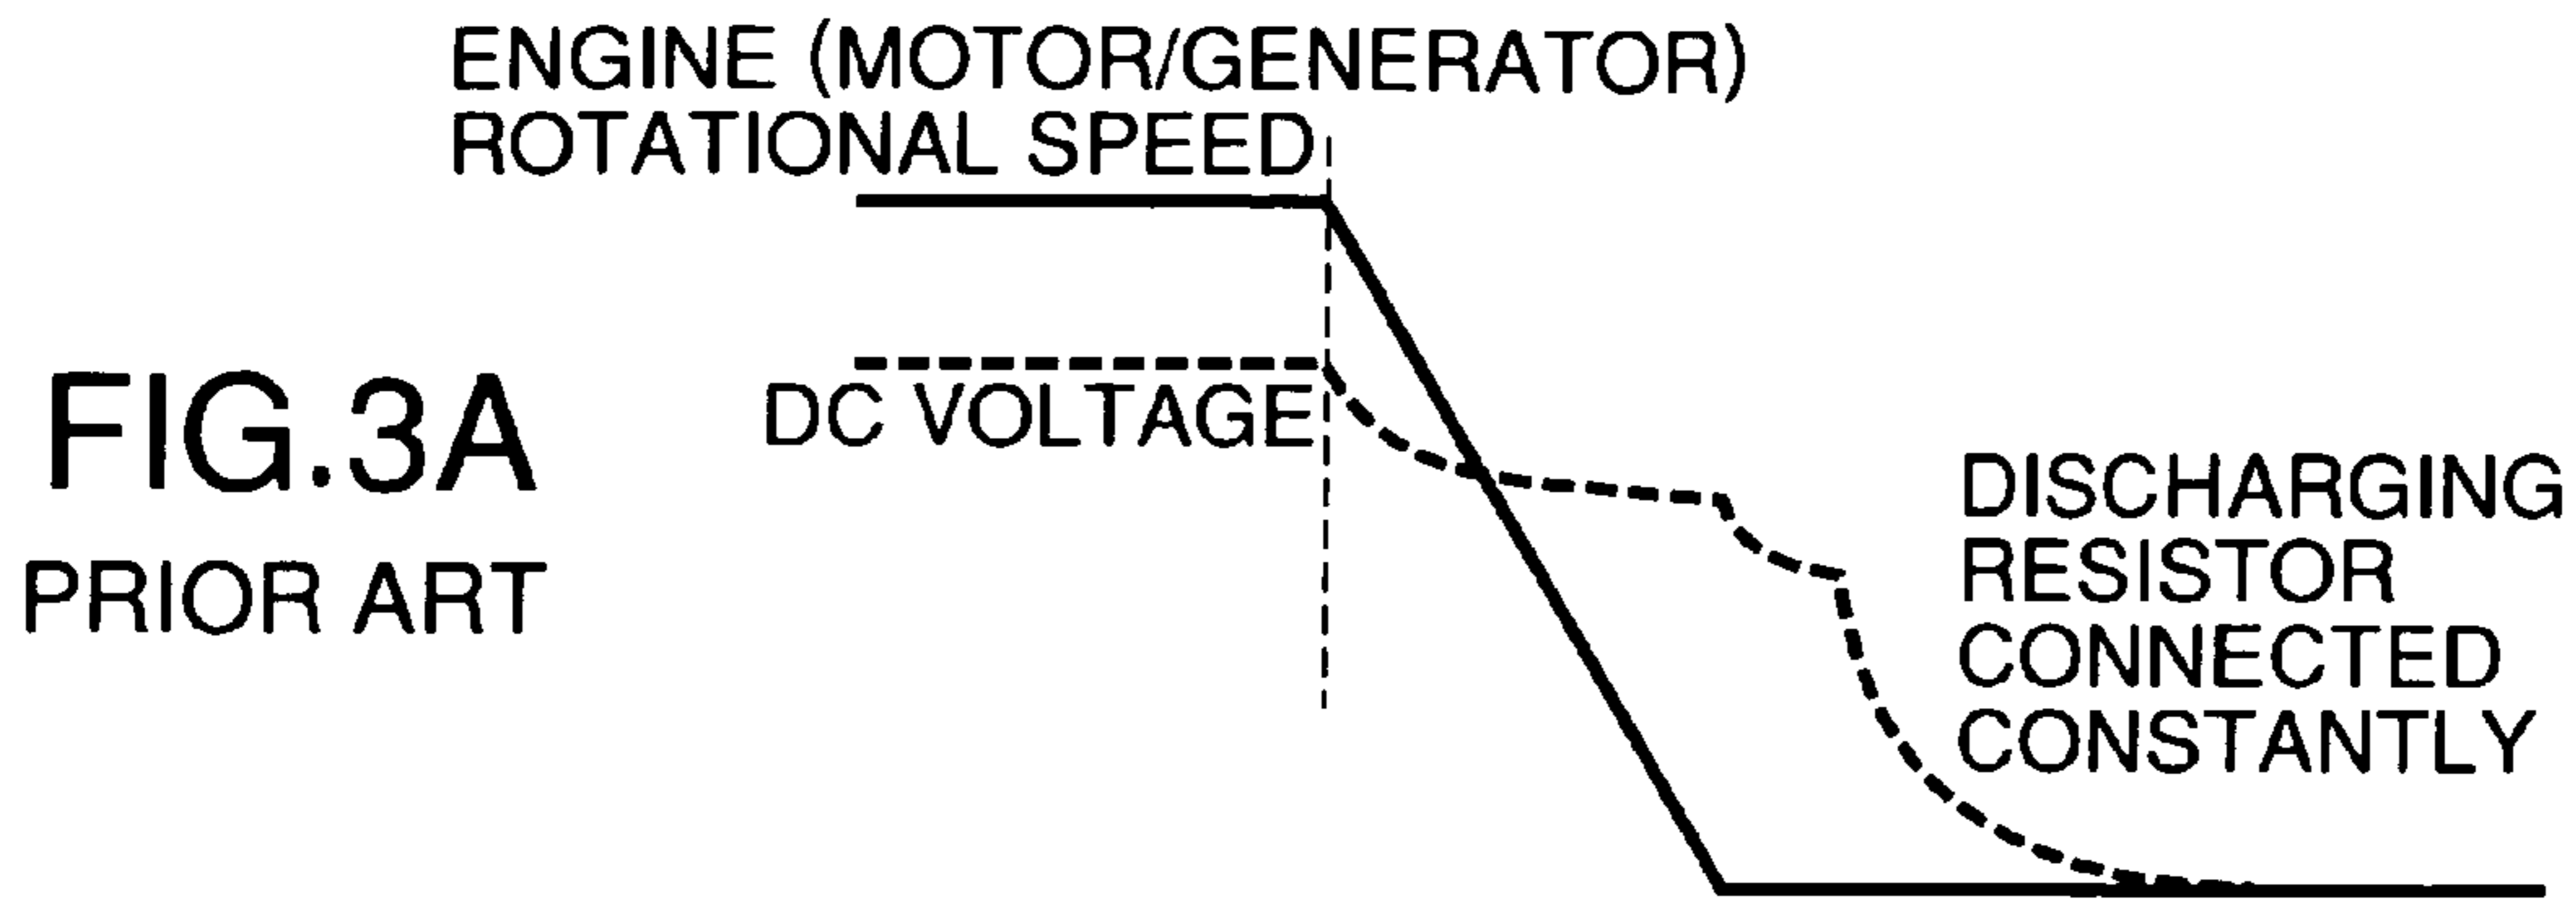 ENGINE (MOTOR/GENERATOR)
ROTATIONAL SPEED
DC VOLTAGE
FIG.3A
PRIOR ART
DISCHARGING
RESISTOR
CONNECTED
CONSTANTLY